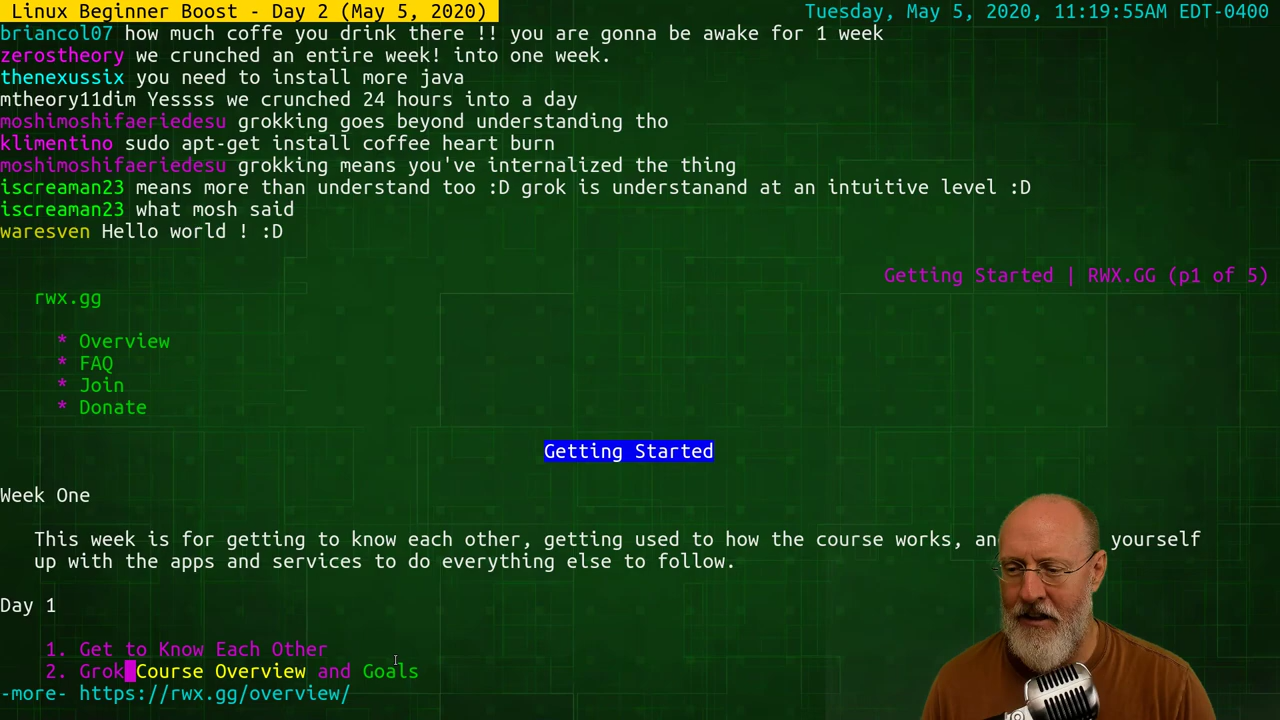 Linux Beginner Boost - Day 2 (May 5, 2020)
Tuesday, May 5, 2020, 11:19:55AM EDT-0400
briancol07 how much coffe you drink there !! you are gonna be awake for 1 week
zerostheory we crunched an entire week! into one week.
thenexussix you need to install more java
mtheory11dim Yessss we crunched 24 hours into a day
moshimoshifaeriedesu grokking goes beyond understanding tho
klimentino sudo apt-get install coffee heart burn
moshimoshifaeriedesu grokking means you've internalized the thing
iscreaman23 means more than understand too :D grok is understanand at an intuitive level :D
iscreaman23 what mosh said
waresven Hello world ! :D
Getting Started | RWX.GG (p1 of 5)
rwx.gg
* Overview
* FAQ
* Join
* Donate
Getting Started
Week One
This week is for getting to know each other, getting used to how the course works, an yourself
up with the apps and services to do everything else to follow.
Day 1
1. Get to Know Each Other
2. Grok Course Overview and Goals
-more- https://rwx.gg/overview/